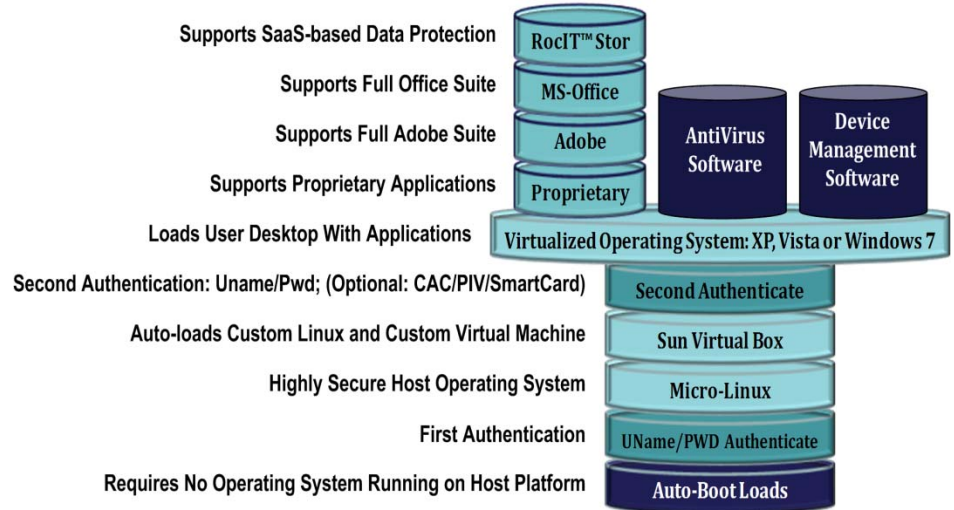 Supports SaaS-based Data Protection
RocIT™ Stor
Supports Full Office Suite
MS-Office
Supports Full Adobe Suite
Adobe
Supports Proprietary Applications
Proprietary
AntiVirus
Software
Device
Management
Software
Loads User Desktop With Applications
Virtualized Operating System: XP, Vista or Windows 7
Second Authentication: Uname/Pwd; (Optional: CAC/PIV/SmartCard)
Second Authenticate
Auto-loads Custom Linux and Custom Virtual Machine
Sun Virtual Box
Highly Secure Host Operating System
Micro-Linux
First Authentication
UName/PWD Authenticate
Requires No Operating System Running on Host Platform
Auto-Boot Loads